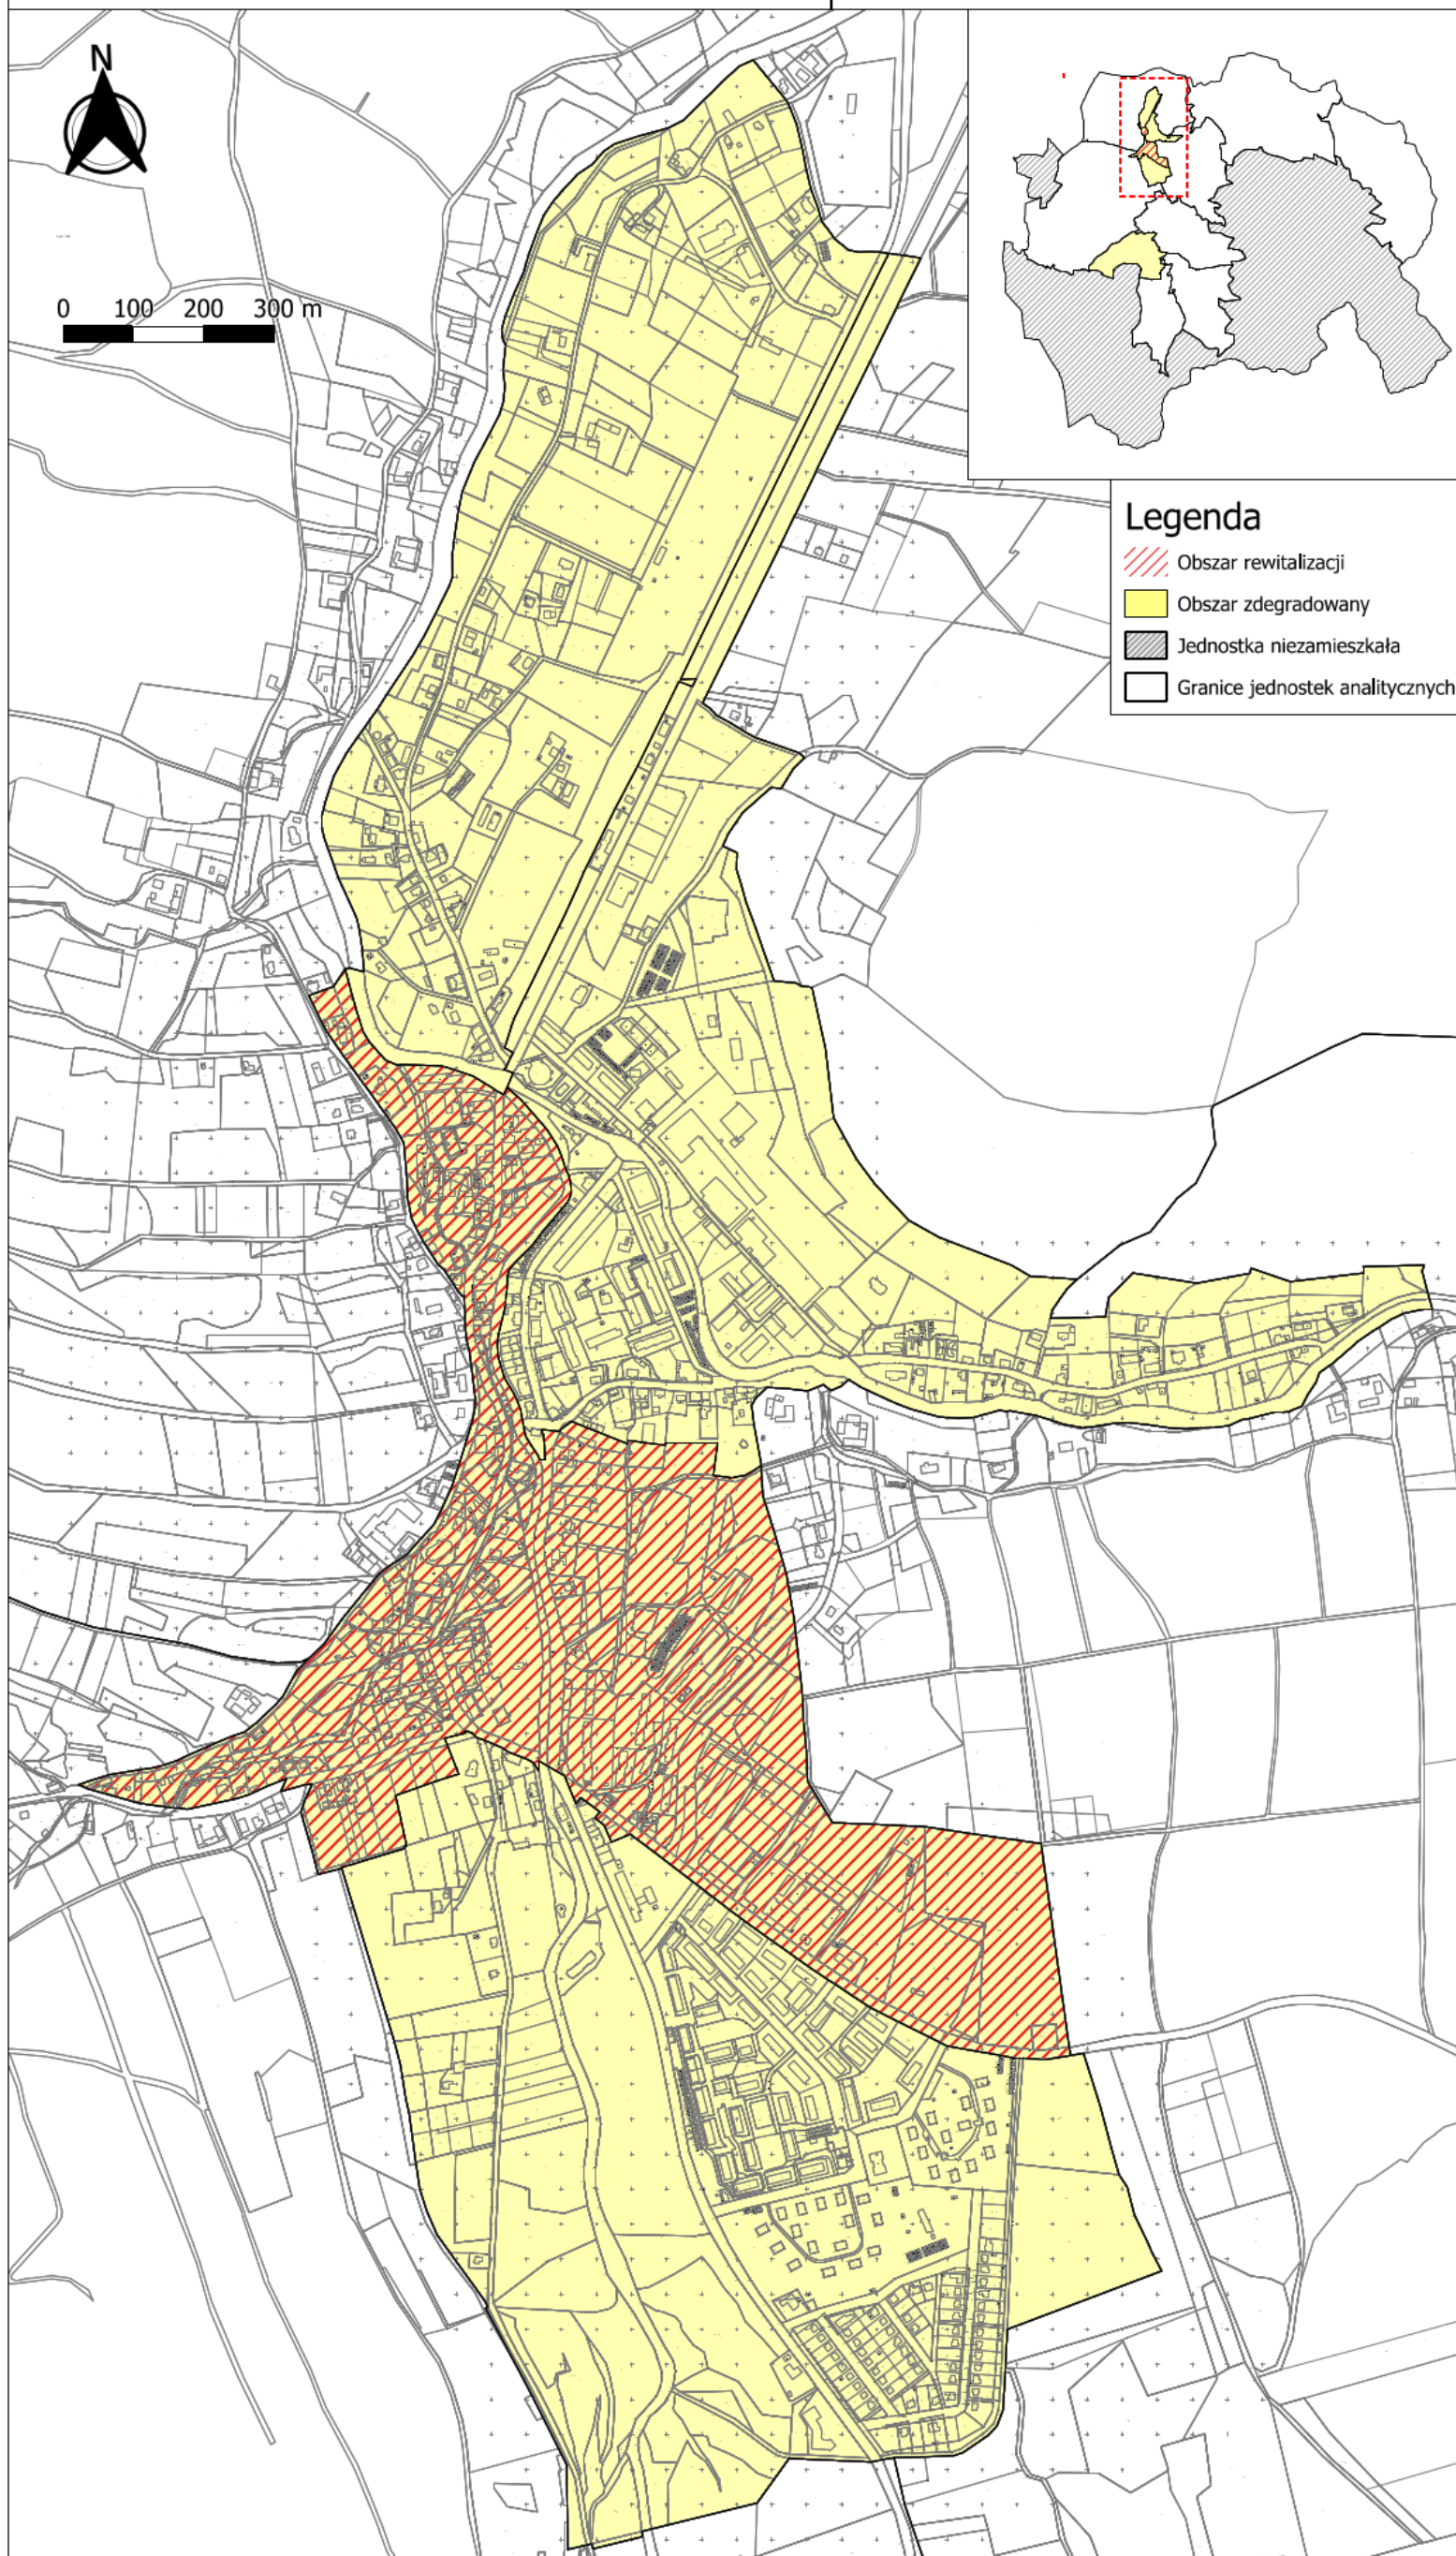 N
0 100 200 300 m
Legenda
Obszar rewitalizacji
Obszar zdegradowany
Jednostka niezamieszkała
Granice jednostek analitycznych